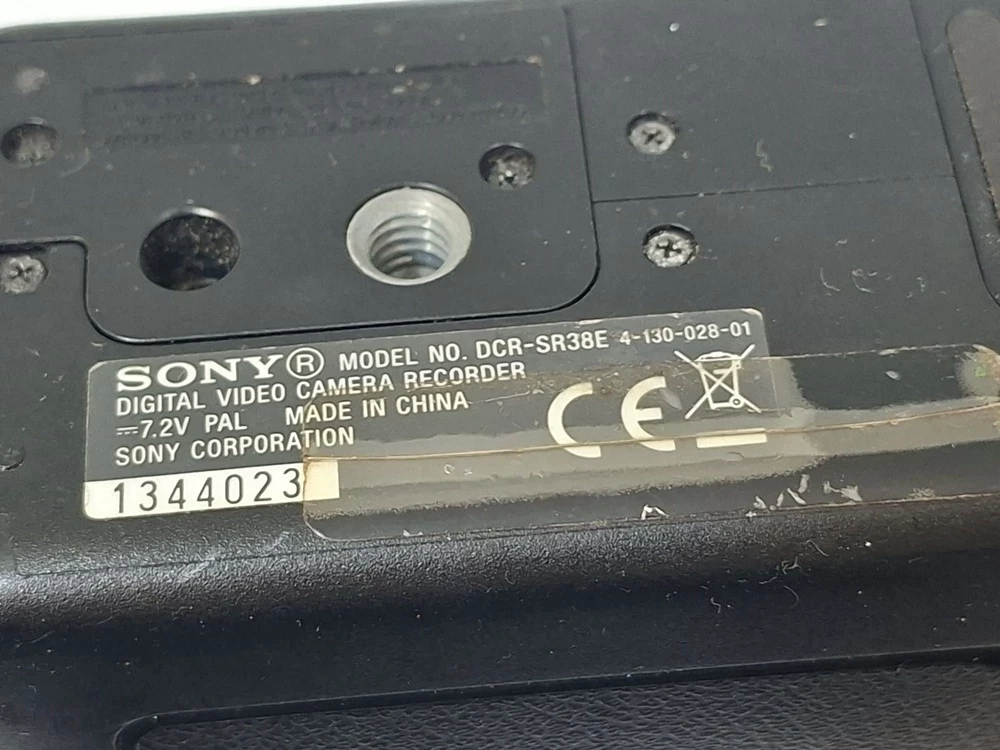 SONY® MODEL NO. DCR-SR38E 4-130-028-01
DIGITAL VIDEO CAMERA RECORDER
⎓7.2V PAL MADE IN CHINA
SONY CORPORATION
CE
1344023